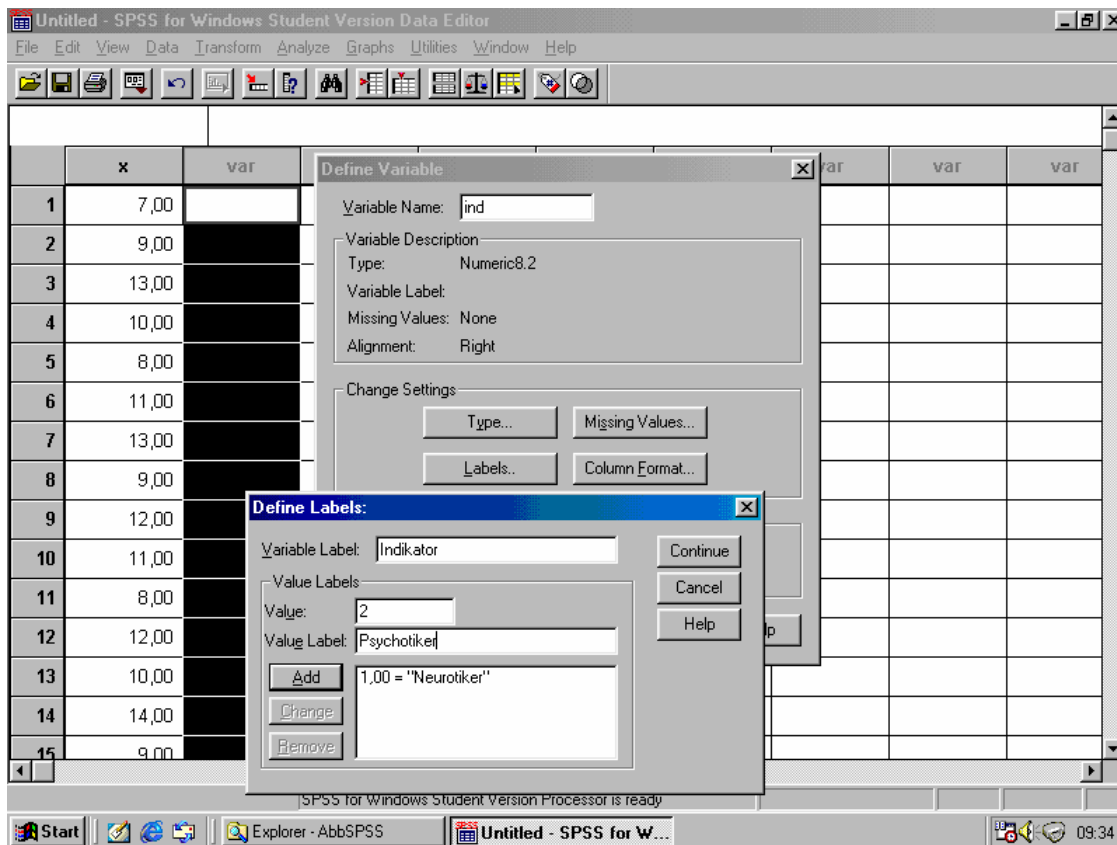 Untitled - SPSS for Windows Student Version Data Editor
File Edit View Data Transform Analyze Graphs Utilities Window Help
x var var var var
Define Variable
Variable Name: ind
Variable Description
Type: Numeric8.2
Variable Label:
Missing Values: None
Alignment: Right
Change Settings
Type... Missing Values...
Labels.. Column Format...
1 7,00
2 9,00
3 13,00
4 10,00
5 8,00
6 11,00
7 13,00
8 9,00
9 12,00
10 11,00
11 8,00
12 12,00
13 10,00
14 14,00
15 9,00
Define Labels:
Variable Label: Indikator
Continue
Value Labels
Cancel
Value: 2
Help
Value Label: Psychotiker
Add
1,00 = "Neurotiker"
Change
Remove
SPSS for Windows Student Version Processor is ready
Start Explorer - AbbSPSS Untitled - SPSS for W... 09:34